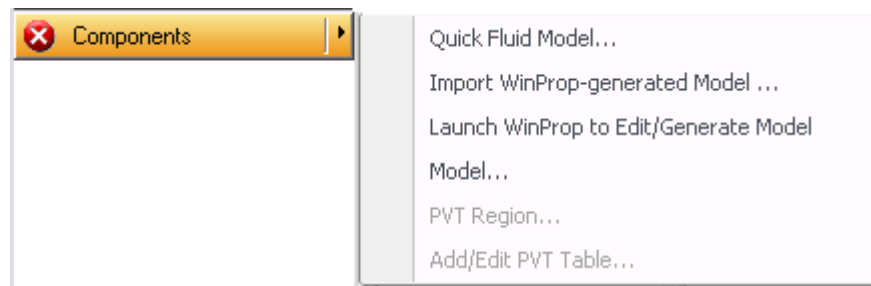 Components
Quick Fluid Model...
Import WinProp-generated Model ...
Launch WinProp to Edit/Generate Model
Model...
PVT Region...
Add/Edit PVT Table...